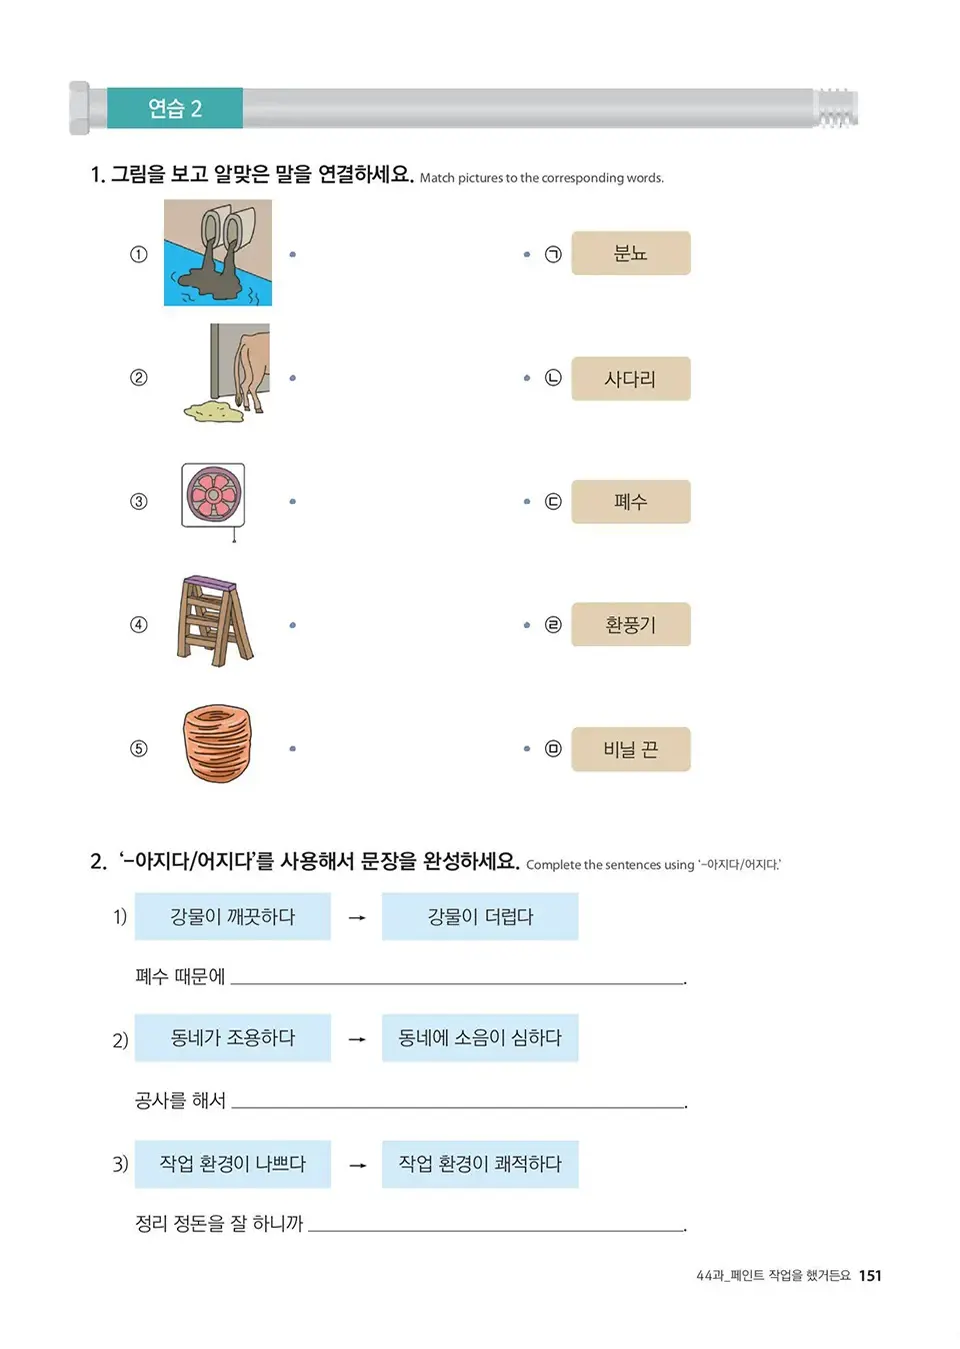 연습 2
1. 그림을 보고 알맞은 말을 연결하세요. Match pictures to the corresponding words.
① ㉠ 분뇨
② ㉡ 사다리
③ ㉢ 폐수
④ ㉣ 환풍기
⑤ ㉤ 비닐 끈
2. ‘-아지다/어지다’를 사용해서 문장을 완성하세요. Complete the sentences using ‘-아지다/어지다.’
1) 강물이 깨끗하다 → 강물이 더럽다
폐수 때문에 .
2) 동네가 조용하다 → 동네에 소음이 심하다
공사를 해서 .
3) 작업 환경이 나쁘다 → 작업 환경이 쾌적하다
정리 정돈을 잘 하니까 .
44과_페인트 작업을 했거든요 151